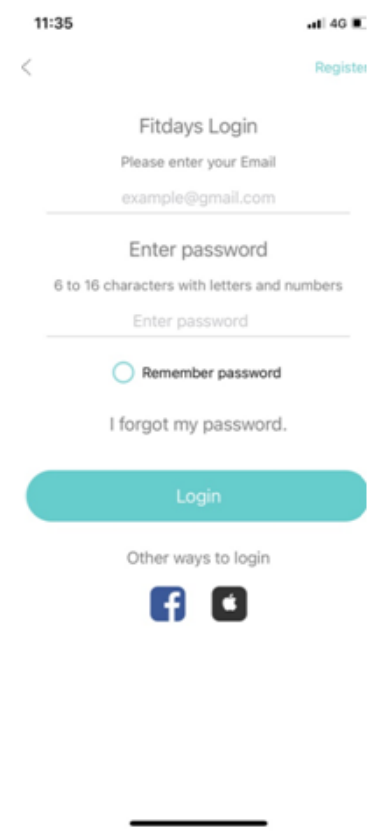 11:35
4G
Register
Fitdays Login
Please enter your Email
example@gmail.com
Enter password
6 to 16 characters with letters and numbers
Enter password
Remember password
I forgot my password.
Login
Other ways to login